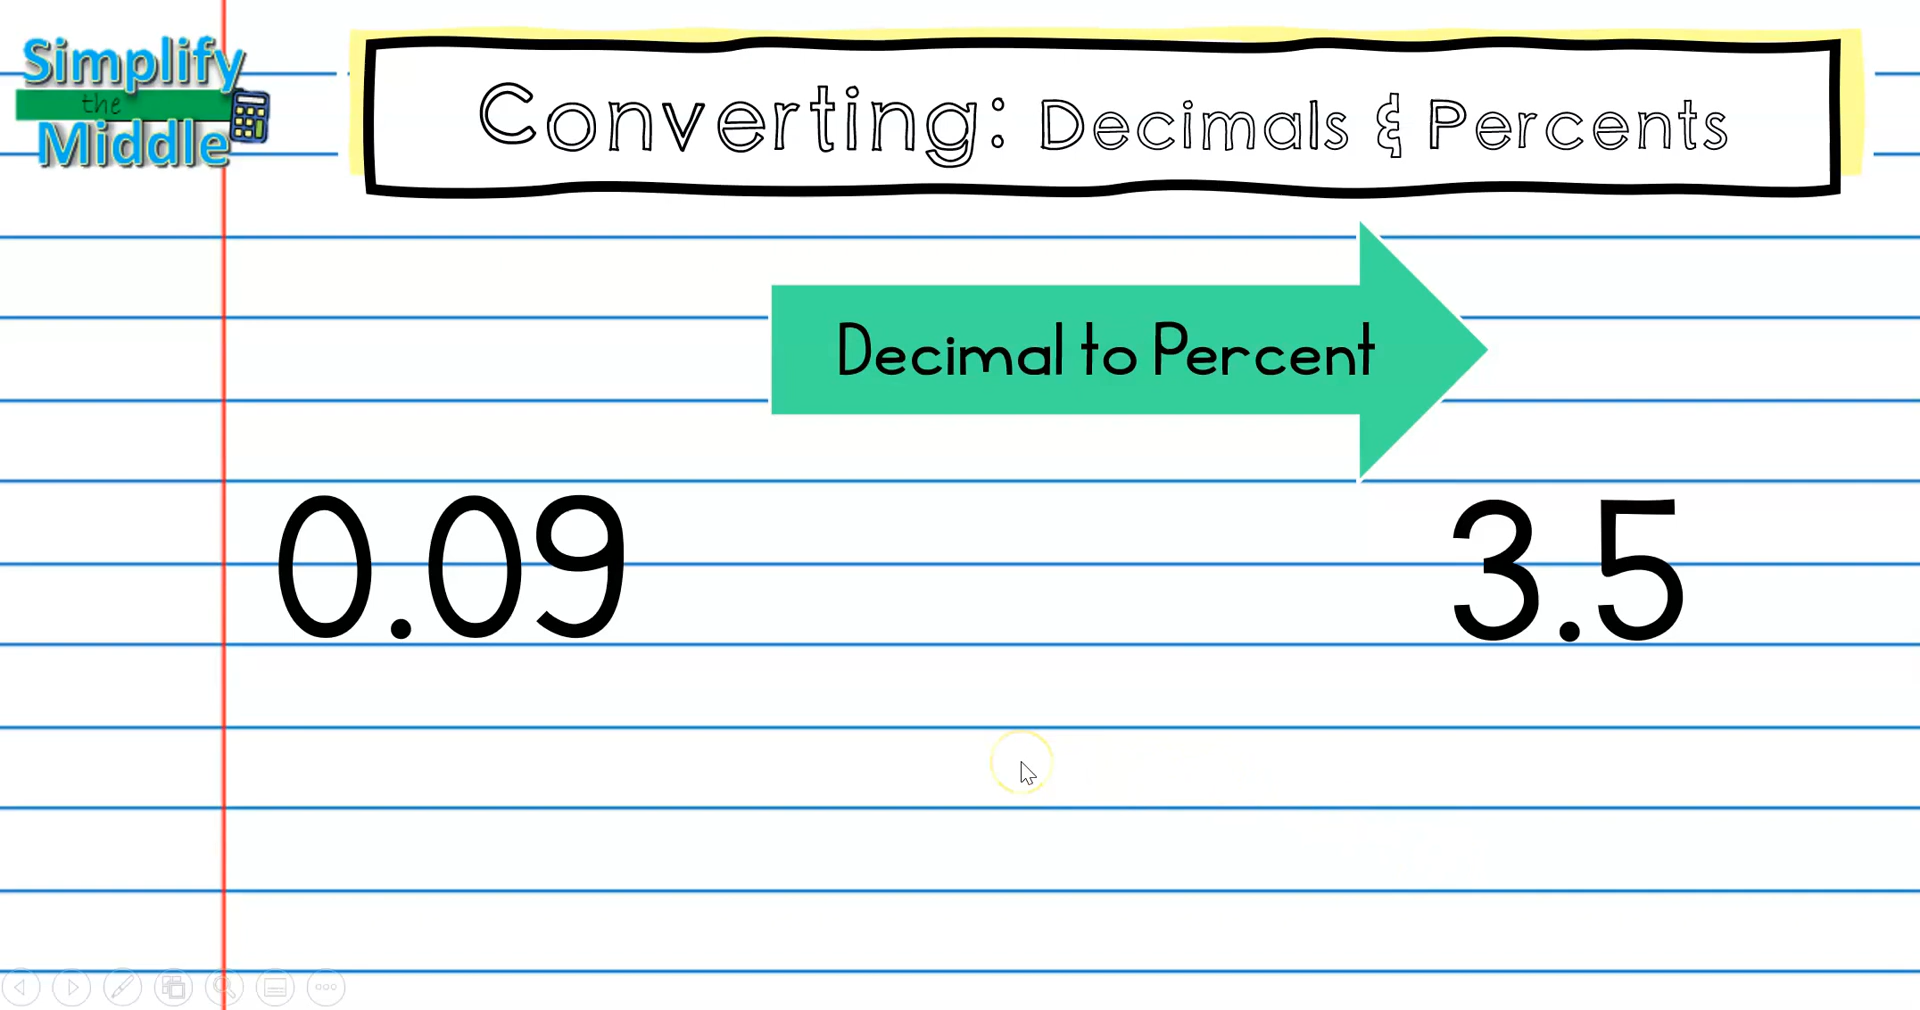 Simplify
the
Middle
Converting: Decimals & Percents
Decimal to Percent
0.09
3.5